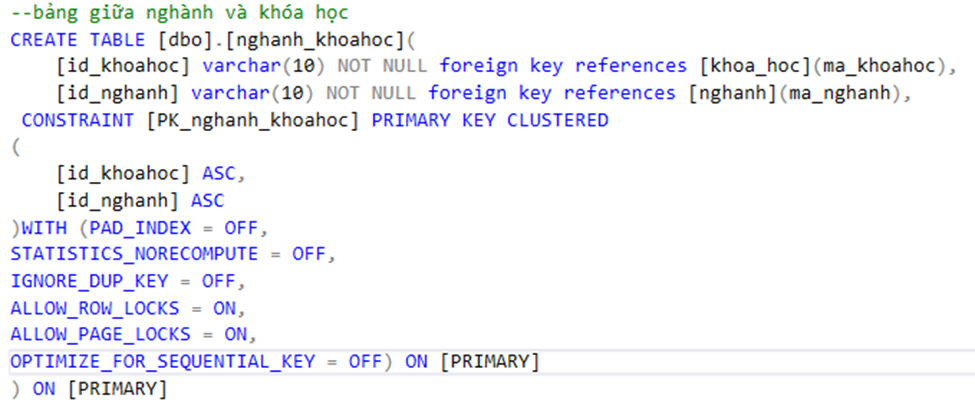 --bảng giữa nghành và khóa học
CREATE TABLE [dbo].[nghanh_khoahoc](
[id_khoahoc] varchar(10) NOT NULL foreign key references [khoa_hoc](ma_khoahoc),
[id_nghanh] varchar(10) NOT NULL foreign key references [nghanh](ma_nghanh),
CONSTRAINT [PK_nghanh_khoahoc] PRIMARY KEY CLUSTERED
(
[id_khoahoc] ASC,
[id_nghanh] ASC
)WITH (PAD_INDEX = OFF,
STATISTICS_NORECOMPUTE = OFF,
IGNORE_DUP_KEY = OFF,
ALLOW_ROW_LOCKS = ON,
ALLOW_PAGE_LOCKS = ON,
OPTIMIZE_FOR_SEQUENTIAL_KEY = OFF) ON [PRIMARY]
) ON [PRIMARY]